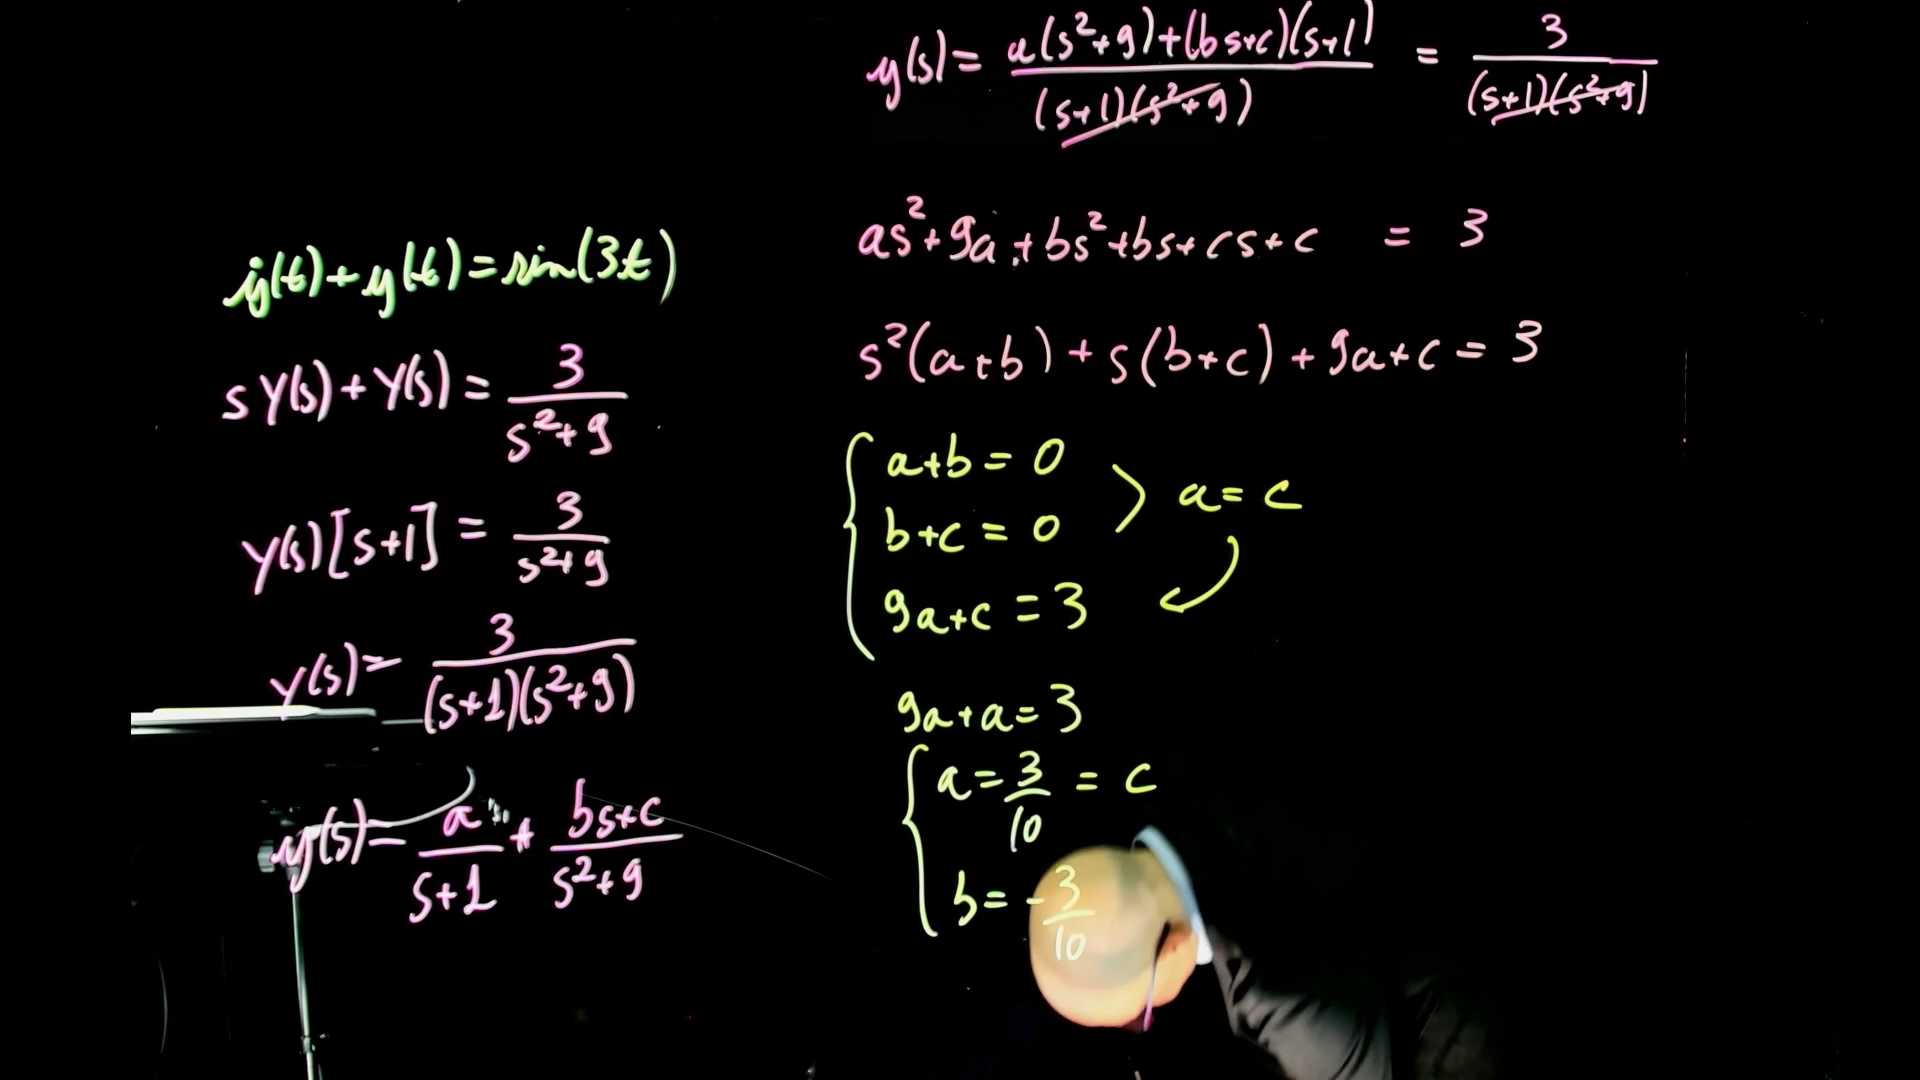 ẏ(t)+y(t)=sin(3t)
sY(s)+Y(s)=3/(s²+9)
Y(s)[s+1]=3/(s²+9)
Y(s)=3/((s+1)(s²+9))
y(s)=a/(s+1)+(bs+c)/(s²+9)
y(s)=(a(s²+9)+(bs+c)(s+1))/((s+1)(s²+9)) = 3/((s+1)(s²+9))
as²+9a+bs²+bs+cs+c = 3
s²(a+b)+s(b+c)+9a+c=3
a+b=0
b+c=0
> a=c
9a+c=3
9a+a=3
a=3/10=c
b=-3/10